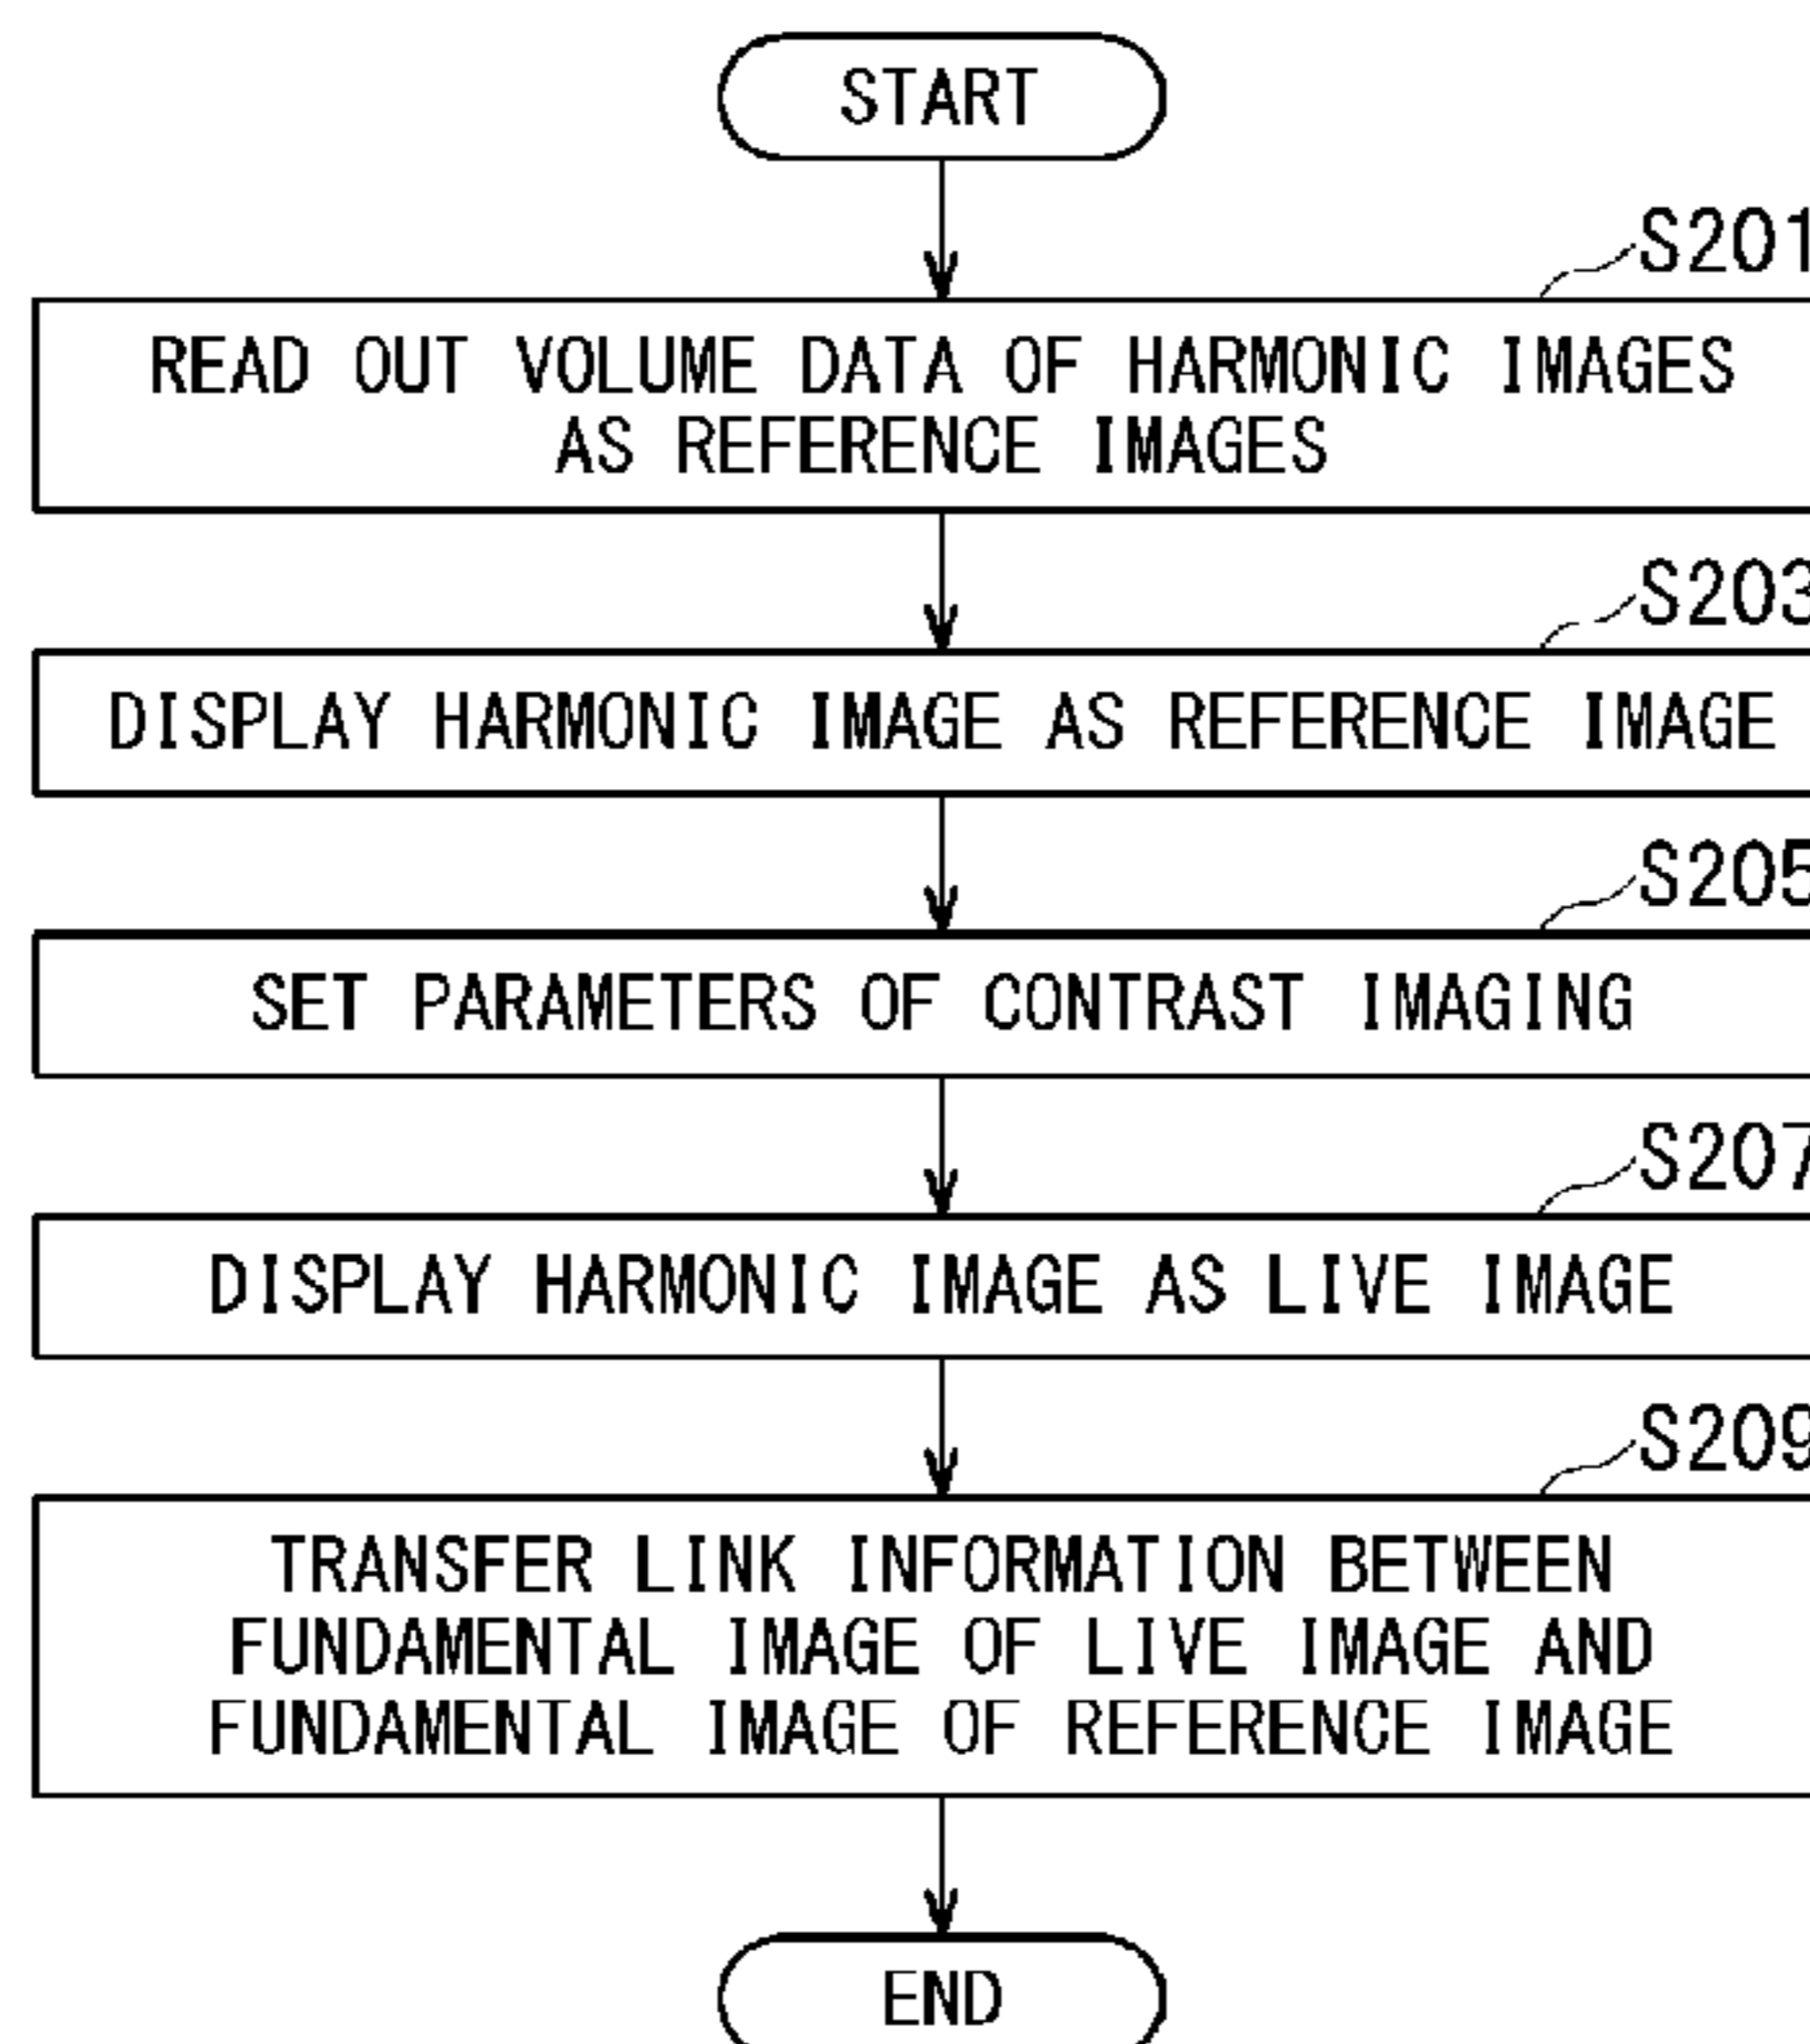 START
S201
READ OUT VOLUME DATA OF HARMONIC IMAGES
AS REFERENCE IMAGES
S203
DISPLAY HARMONIC IMAGE AS REFERENCE IMAGE
S205
SET PARAMETERS OF CONTRAST IMAGING
S207
DISPLAY HARMONIC IMAGE AS LIVE IMAGE
S209
TRANSFER LINK INFORMATION BETWEEN
FUNDAMENTAL IMAGE OF LIVE IMAGE AND
FUNDAMENTAL IMAGE OF REFERENCE IMAGE
END